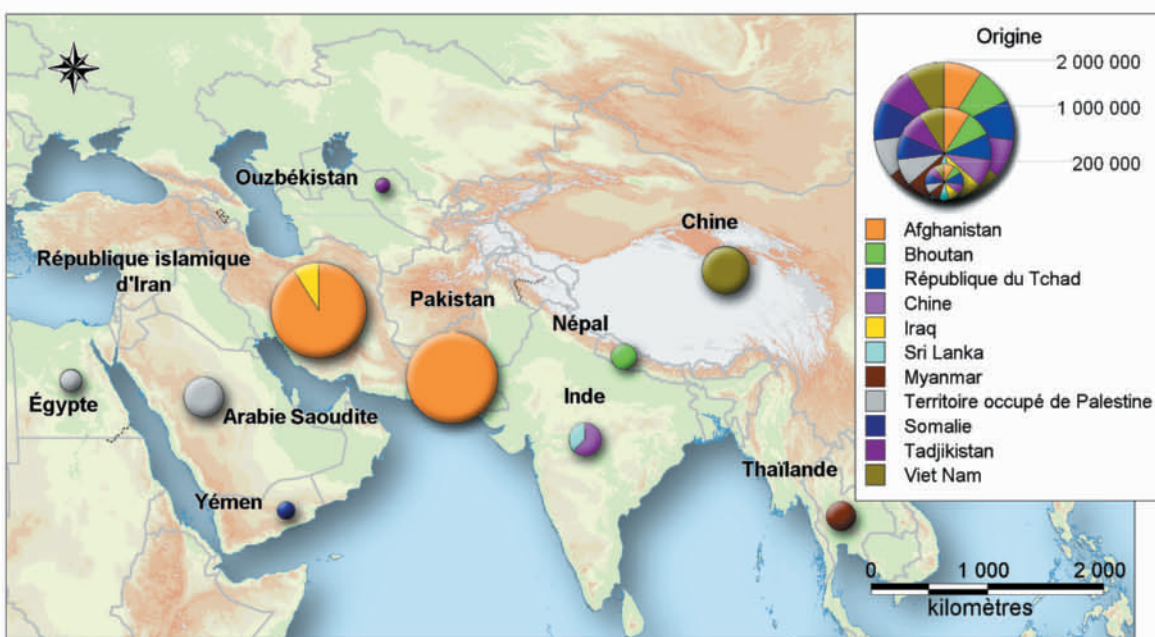 Origine
2 000 000
1 000 000
200 000
Afghanistan
Bhoutan
République du Tchad
Chine
Iraq
Sri Lanka
Myanmar
Territoire occupé de Palestine
Somalie
Tadjikistan
Viet Nam
Ouzbékistan
Chine
République islamique
d'Iran
Pakistan
Népal
Égypte
Arabie Saoudite
Inde
Thaïlande
Yémen
0 1 000 2 000
kilomètres